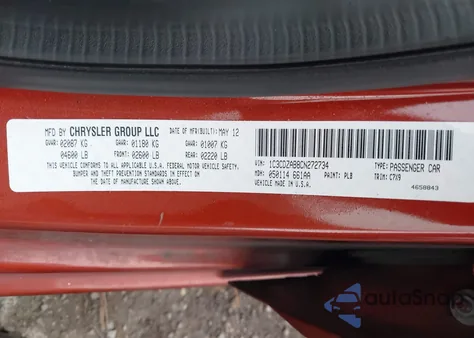 MFD BY CHRYSLER GROUP LLC DATE OF MFR(BUILT):MAY 12
GVWR: 02087 KG GAWR: 01180 KG GAWR: 01007 KG
04600 LB FRONT: 02600 LB REAR: 02220 LB
THIS VEHICLE CONFORMS TO ALL APPLICABLE U.S.A. FEDERAL MOTOR VEHICLE SAFETY,
BUMPER AND THEFT PREVENTION STANDARDS IN EFFECT
ON THE DATE OF MANUFACTURE SHOWN ABOVE
THIS VEHICLE MADE IN U.S.A.
VIN: 1C3CDZAB8CN272734 TYPE: PASSENGER CAR
MDH: 050114 661AA PAINT: PLB TRIM: C7X9
4658843
autoSnap